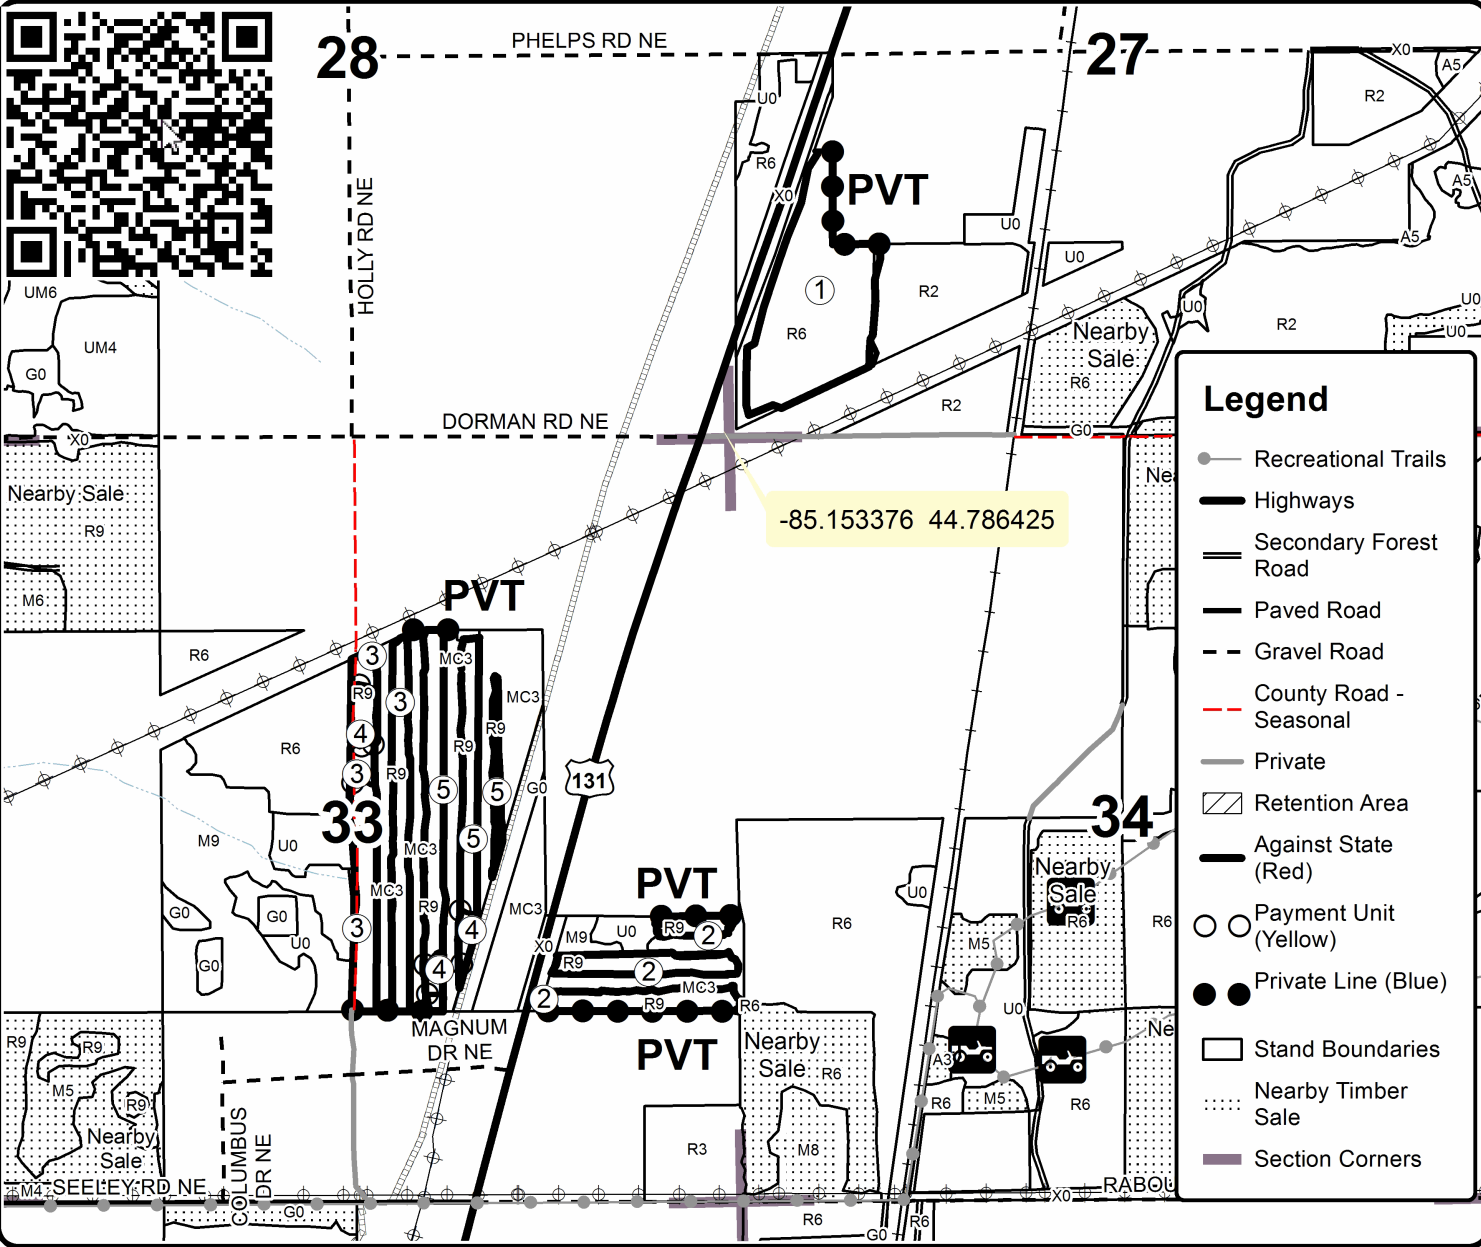 28
PHELPS RD NE
27
X0
A5
R2
U0
R6
X0
PVT
A5
HOLLY RD NE
U0
A5
U0
UM6
1
R2
U0
U0
UM4
R6
R2
Nearby
Sale
U0
G0
R6
R2
X0
DORMAN RD NE
G0
Nearby Sale
R9
M6
-85.153376 44.786425
Legend
Recreational Trails
Highways
Secondary Forest
Road
Paved Road
Gravel Road
County Road -
Seasonal
Private
Retention Area
Against State
(Red)
Payment Unit
(Yellow)
Private Line (Blue)
Stand Boundaries
Nearby Timber
Sale
Section Corners
PVT
R6
3
MC3
R9
3
MC3
4
R9
R9
R6
3
R9
5
5
G0
131
33
34
M9
U0
5
MC3
Nearby
Sale
MC3
R9
MC3
PVT
U0
G0
G0
U0
3
4
R9
2
R6
R6
R6
M9
U0
X0
M5
G0
4
R9
2
MC3
2
R9
R6
U0
MAGNUM
DR NE
PVT
Nearby
Sale
R6
Ne
R9
R9
M5
R9
Nearby
Sale
A3
R6
M5
R6
COLUMBUS
DR NE
R3
M8
M4
SEELEY RD NE
G0
X0
RABOU
R6
R6
G0